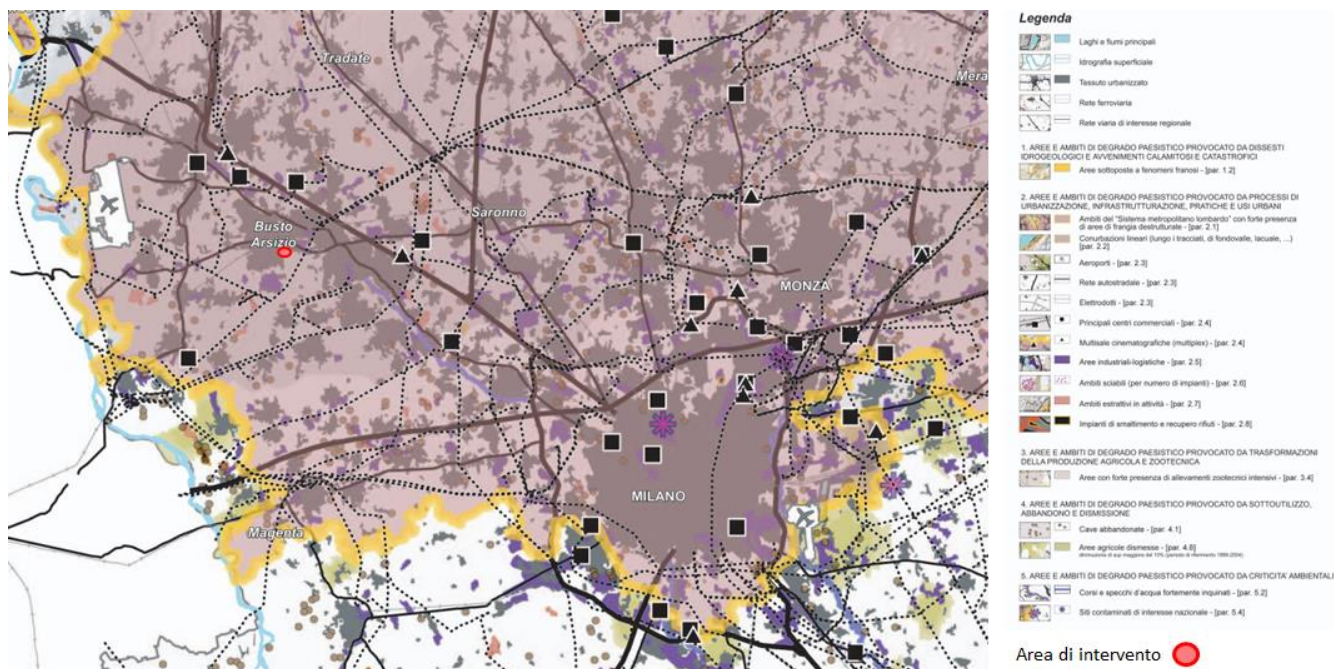 Tradate
Mera
Busto
Arsizio
Saronno
MONZA
MILANO
Magenta
Legenda
Laghi e fiumi principali
Idrografia superficiale
Tessuto urbanizzato
Rete ferroviaria
Rete viaria di interesse regionale
1. AREE E AMBITI DI DEGRADO PAESISTICO PROVOCATO DA DISSESTI
IDROGEOLOGICI E AVVENIMENTI CALAMITOSI E CATASTROFICI
Aree sottoposte a fenomeni franosi - [par. 1.2]
2. AREE E AMBITI DI DEGRADO PAESISTICO PROVOCATO DA PROCESSI DI
URBANIZZAZIONE, INFRASTRUTTURAZIONE, PRATICHE E USI URBANI
Ambiti del "Sistema metropolitano lombardo" con forte presenza
di aree di frangia destrutturate - [par. 2.1]
Conurbazioni lineari (lungo i tracciati, di fondovalle, lacuale, ...)
[par. 2.2]
Aeroporti - [par. 2.3]
Rete autostradale - [par. 2.3]
Elettrodotti - [par. 2.3]
Principali centri commerciali - [par. 2.4]
Multisale cinematografiche (multiplex) - [par. 2.4]
Aree industriali-logistiche - [par. 2.5]
Ambiti sciabili (per numero di impianti) - [par. 2.6]
Ambiti estrattivi in attività - [par. 2.7]
Impianti di smaltimento e recupero rifiuti - [par. 2.8]
3. AREE E AMBITI DI DEGRADO PAESISTICO PROVOCATO DA TRASFORMAZIONI
DELLA PRODUZIONE AGRICOLA E ZOOTECNICA
Aree con forte presenza di allevamenti zootecnici intensivi - [par. 3.4]
4. AREE E AMBITI DI DEGRADO PAESISTICO PROVOCATO DA SOTTOUTILIZZO,
ABBANDONO E DISMISSIONE
Cave abbandonate - [par. 4.1]
Aree agricole dismesse - [par. 4.8]
5. AREE E AMBITI DI DEGRADO PAESISTICO PROVOCATO DA CRITICITA' AMBIENTALI
Corsi e specchi d'acqua fortemente inquinati - [par. 5.2]
Siti contaminati di interesse nazionale - [par. 5.4]
Area di intervento